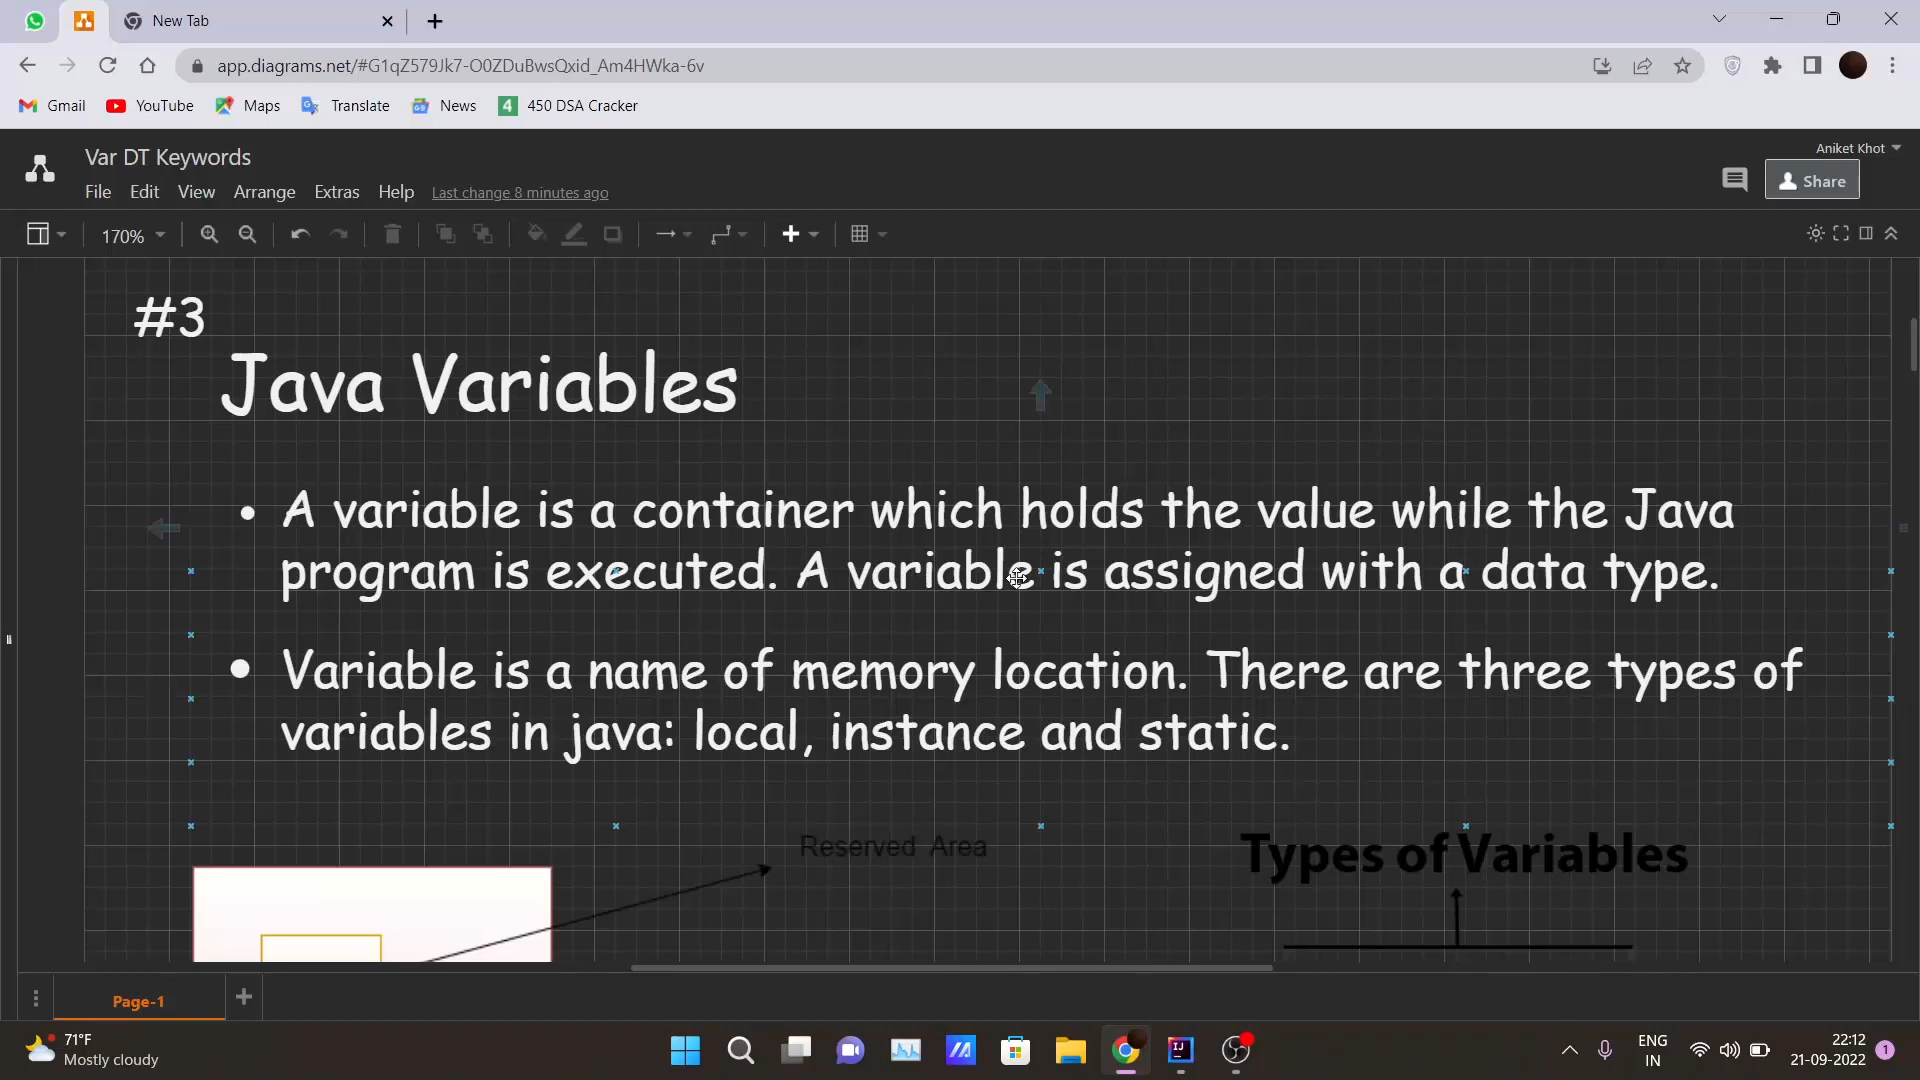 New Tab
app.diagrams.net/#G1qZ579Jk7-O0ZDuBwsQxid_Am4HWka-6v
Gmail YouTube Maps Translate News 4 450 DSA Cracker
Var DT Keywords
Aniket Khot
File Edit View Arrange Extras Help Last change 8 minutes ago
Share
170%
#3
Java Variables
• A variable is a container which holds the value while the Java
program is executed. A variable is assigned with a data type.
• Variable is a name of memory location. There are three types of
variables in java: local, instance and static.
Reserved Area
Types of Variables
Page-1
71°F
Mostly cloudy
ENG
IN
22:12
21-09-2022
1